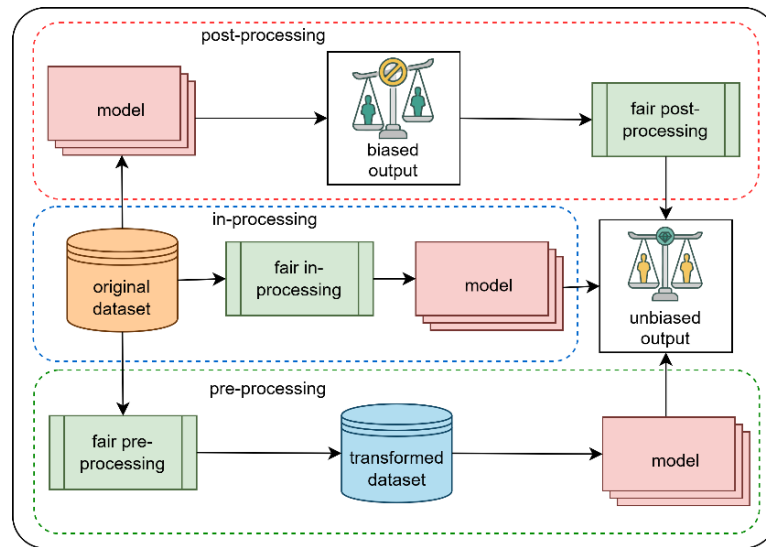 post-processing
model
biased
output
fair post-
processing
in-processing
original
dataset
fair in-
processing
model
unbiased
output
pre-processing
fair pre-
processing
transformed
dataset
model